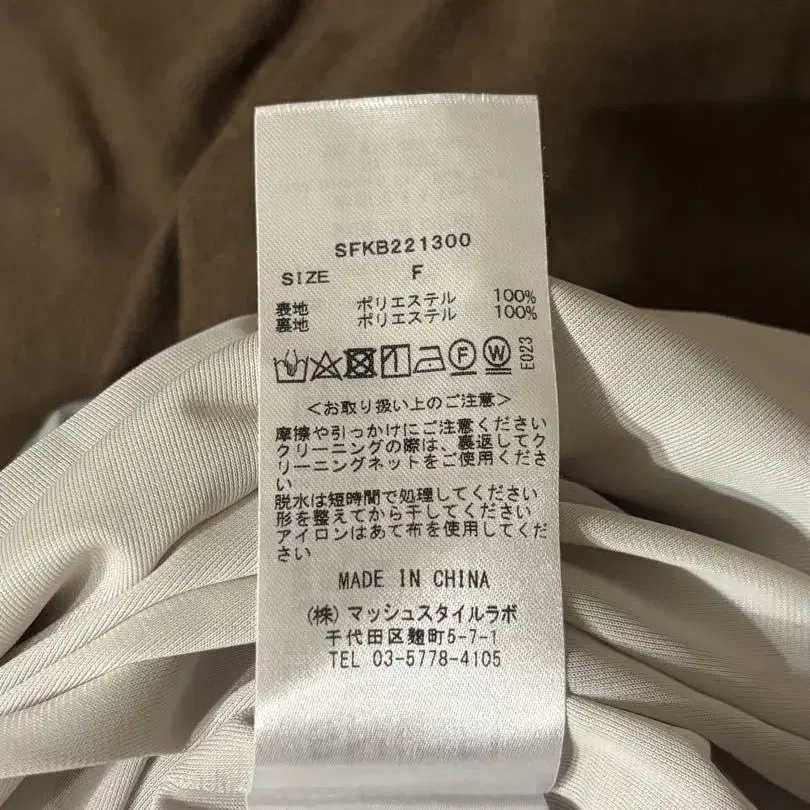 SFKB221300
SIZE F
表地 ポリエステル 100%
裏地 ポリエステル 100%
F W E023
<お取り扱い上のご注意>
摩擦や引っかけにご注意ください
クリーニングの際は、裏返してク
リーニングネットをご使用くださ
い
脱水は短時間で処理してください
形を整えてから干してください
アイロンはあて布を使用してくだ
さい
MADE IN CHINA
(株)マッシュスタイルラボ
千代田区麹町5-7-1
TEL 03-5778-4105